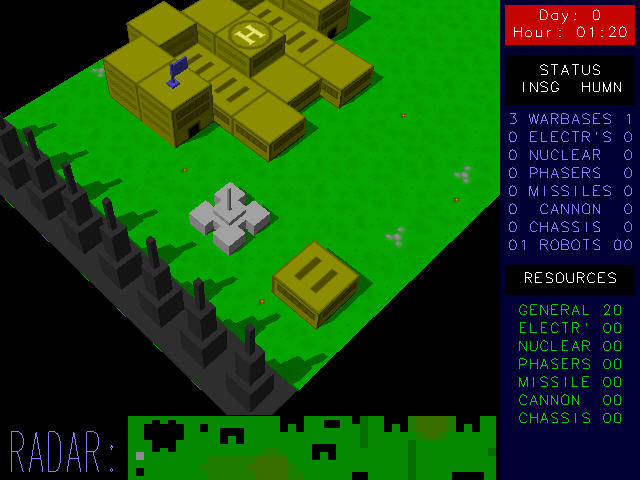 Day: 0
Hour: 01:20
STATUS
INSG HUMN
3 WARBASES 1
0 ELECTR'S 0
0 NUCLEAR 0
0 PHASERS 0
0 MISSILES 0
0 CANNON 0
0 CHASSIS 0
01 ROBOTS 00
RESOURCES
GENERAL 20
ELECTR' 00
NUCLEAR 00
PHASERS 00
MISSILE 00
CANNON 00
CHASSIS 00
H
RADAR: